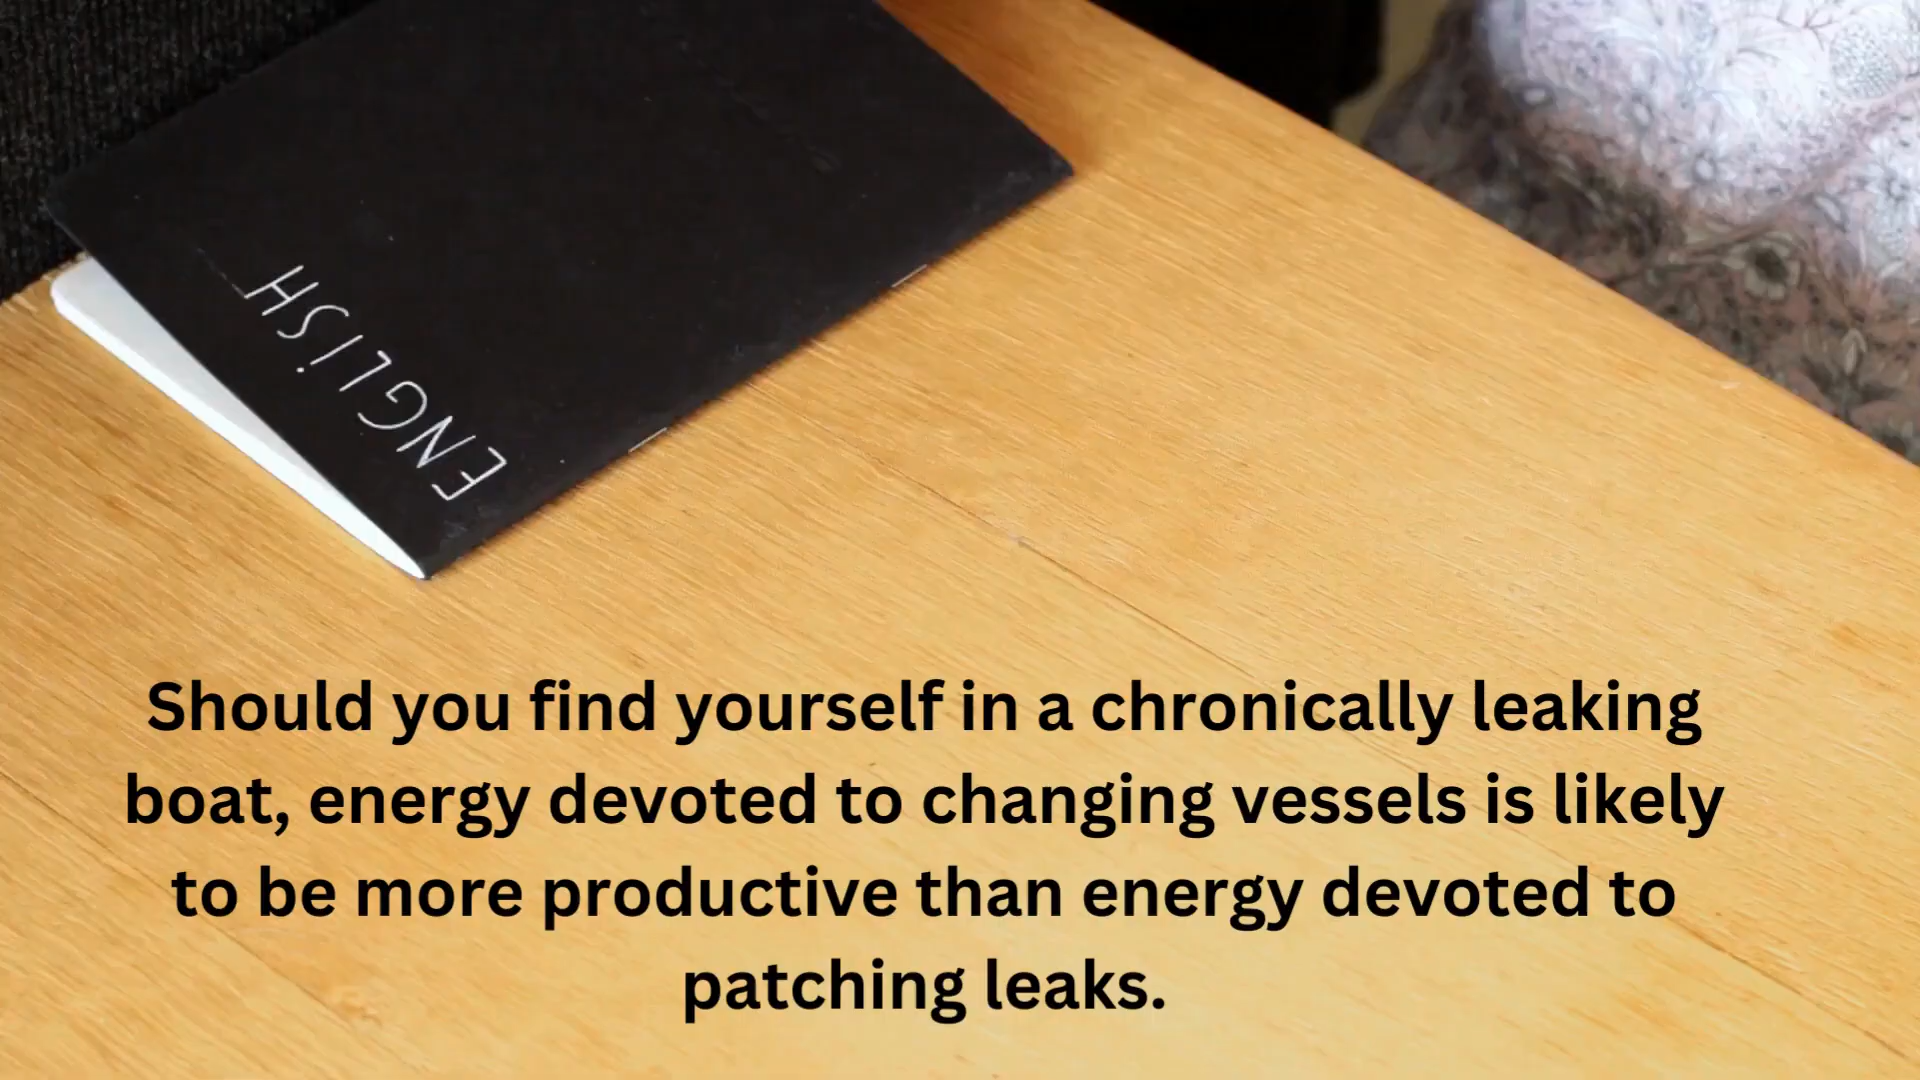 ENGLiSH
Should you find yourself in a chronically leaking
boat, energy devoted to changing vessels is likely
to be more productive than energy devoted to
patching leaks.